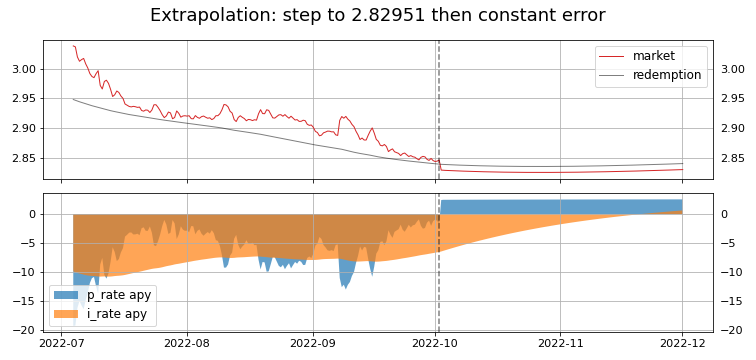 Extrapolation: step to 2.82951 then constant error
3.00 3.00
2.95 2.95
2.90 2.90
2.85 2.85
market
redemption
0 0
−5 −5
−10 −10
−15 −15
−20 −20
p_rate apy
i_rate apy
2022-07 2022-08 2022-09 2022-10 2022-11 2022-12